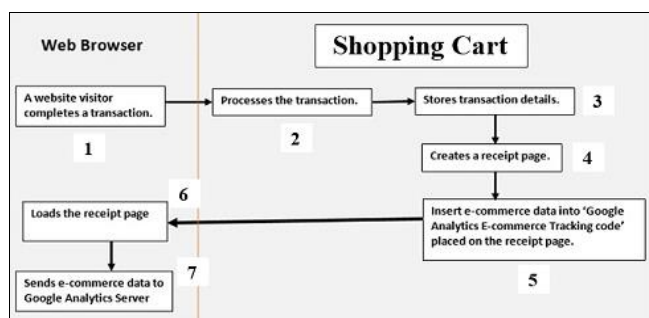 Web Browser
Shopping Cart
A website visitor
completes a transaction.
1
Processes the transaction.
2
Stores transaction details.
3
Creates a receipt page.
4
Insert e-commerce data into ‘Google
Analytics E-commerce Tracking code’
placed on the receipt page.
5
6
Loads the receipt page
7
Sends e-commerce data to
Google Analytics Server